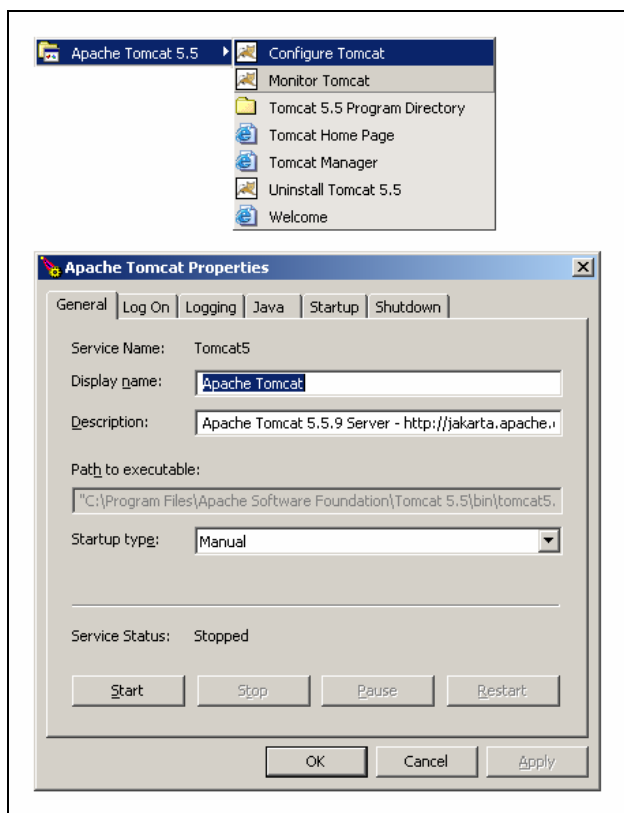 Apache Tomcat 5.5
Configure Tomcat
Monitor Tomcat
Tomcat 5.5 Program Directory
Tomcat Home Page
Tomcat Manager
Uninstall Tomcat 5.5
Welcome
Apache Tomcat Properties
General Log On Logging Java Startup Shutdown
Service Name: Tomcat5
Display name: Apache Tomcat
Description: Apache Tomcat 5.5.9 Server - http://jakarta.apache.
Path to executable:
"C:\Program Files\Apache Software Foundation\Tomcat 5.5\bin\tomcat5.
Startup type: Manual
Service Status: Stopped
Start Stop Pause Restart
OK Cancel Apply